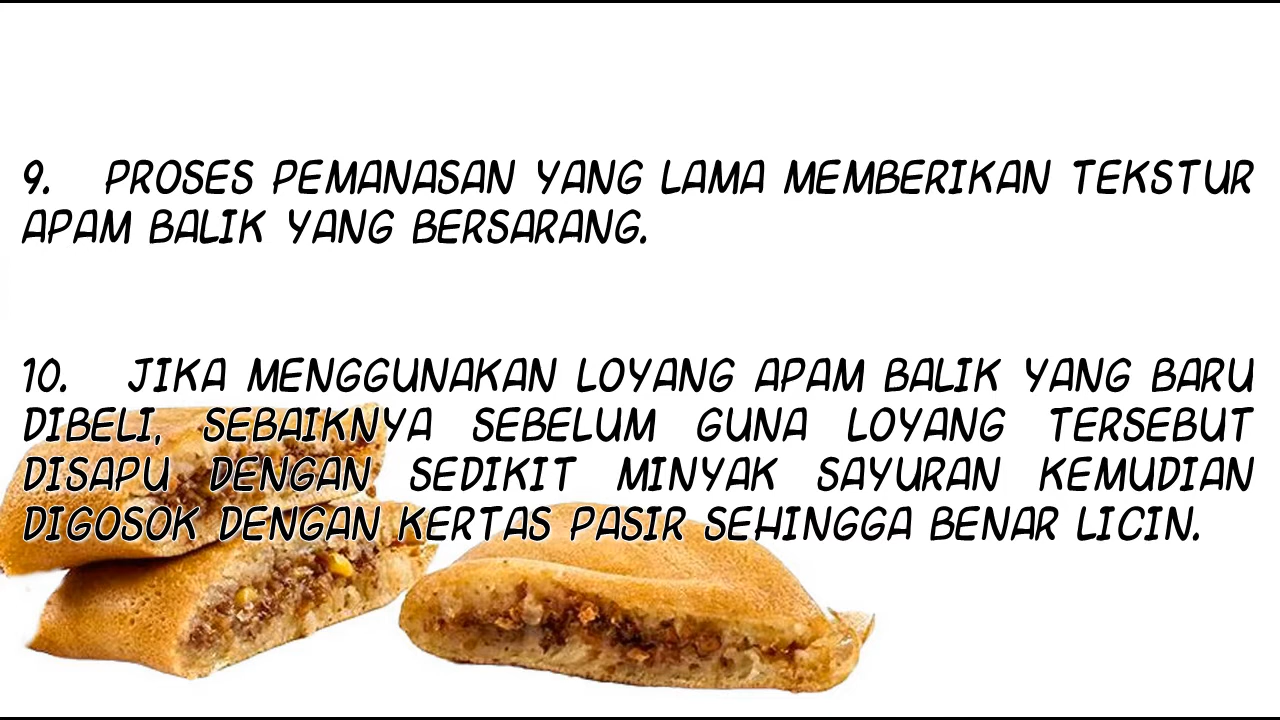 9. PROSES PEMANASAN YANG LAMA MEMBERIKAN TEKSTUR
APAM BALIK YANG BERSARANG.
10. JIKA MENGGUNAKAN LOYANG APAM BALIK YANG BARU
DIBELI, SEBAIKNYA SEBELUM GUNA LOYANG TERSEBUT
DISAPU DENGAN SEDIKIT MINYAK SAYURAN KEMUDIAN
DIGOSOK DENGAN KERTAS PASIR SEHINGGA BENAR LICIN.